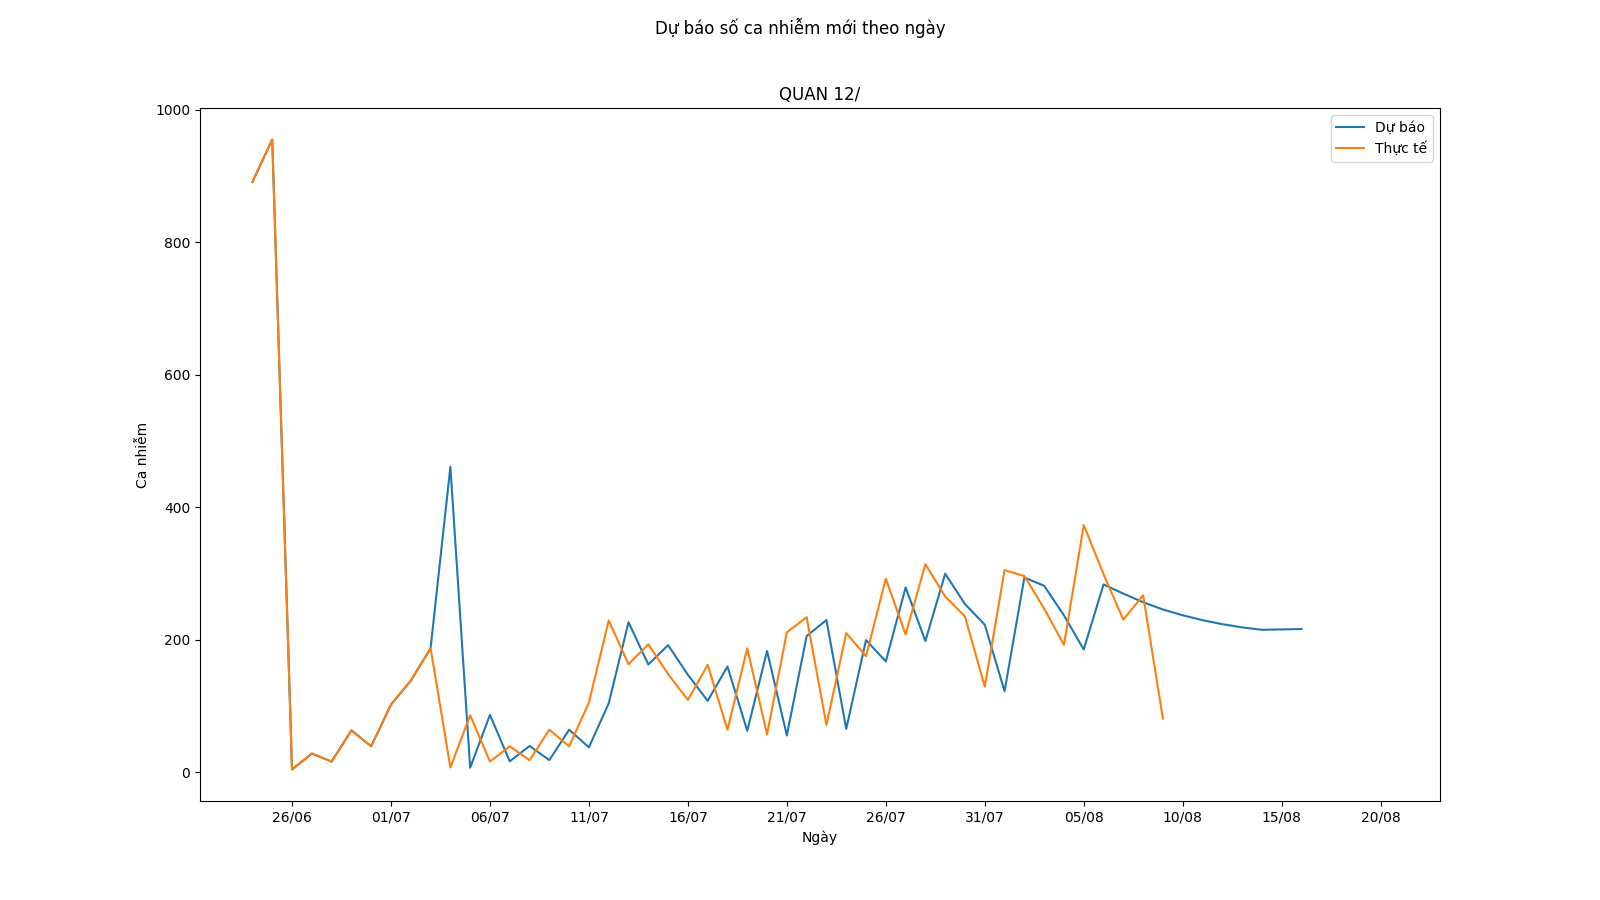 Dự báo số ca nhiễm mới theo ngày
QUAN 12/
Dự báo
Thực tế
1000
800
600
400
200
0
Ca nhiễm
26/06 01/07 06/07 11/07 16/07 21/07 26/07 31/07 05/08 10/08 15/08 20/08
Ngày